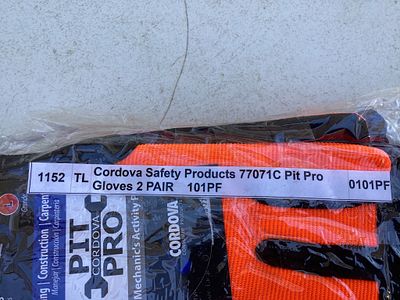 1152 TL Cordova Safety Products 77071C Pit Pro
Gloves 2 PAIR 101PF 0101PF
PIT
CORDOVA
PRO
Mechanic's Activity
CORDOVA
Construction | Carpen